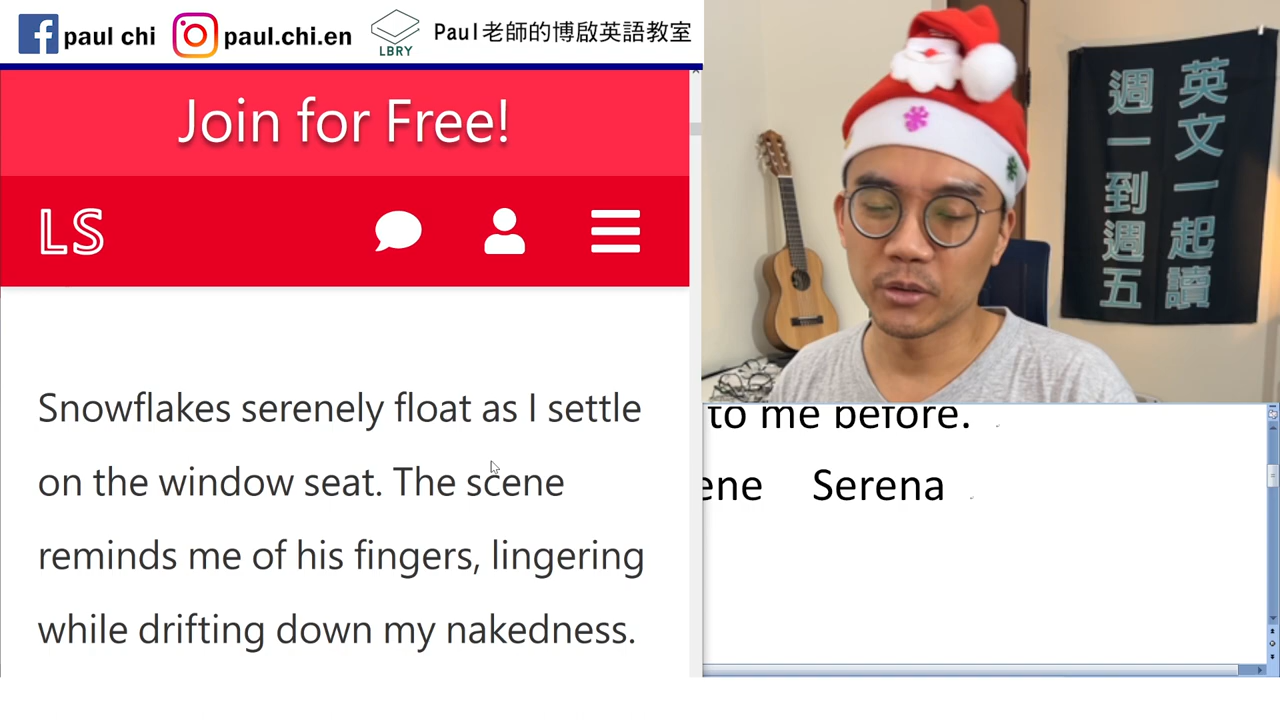 paul chi
paul.chi.en
LBRY
Paul老師的博啟英語教室
Join for Free!
LS
Snowflakes serenely float as I settle
on the window seat. The scene
reminds me of his fingers, lingering
while drifting down my nakedness.
英文一起讀
週一到週五
to me before.
ene Serena